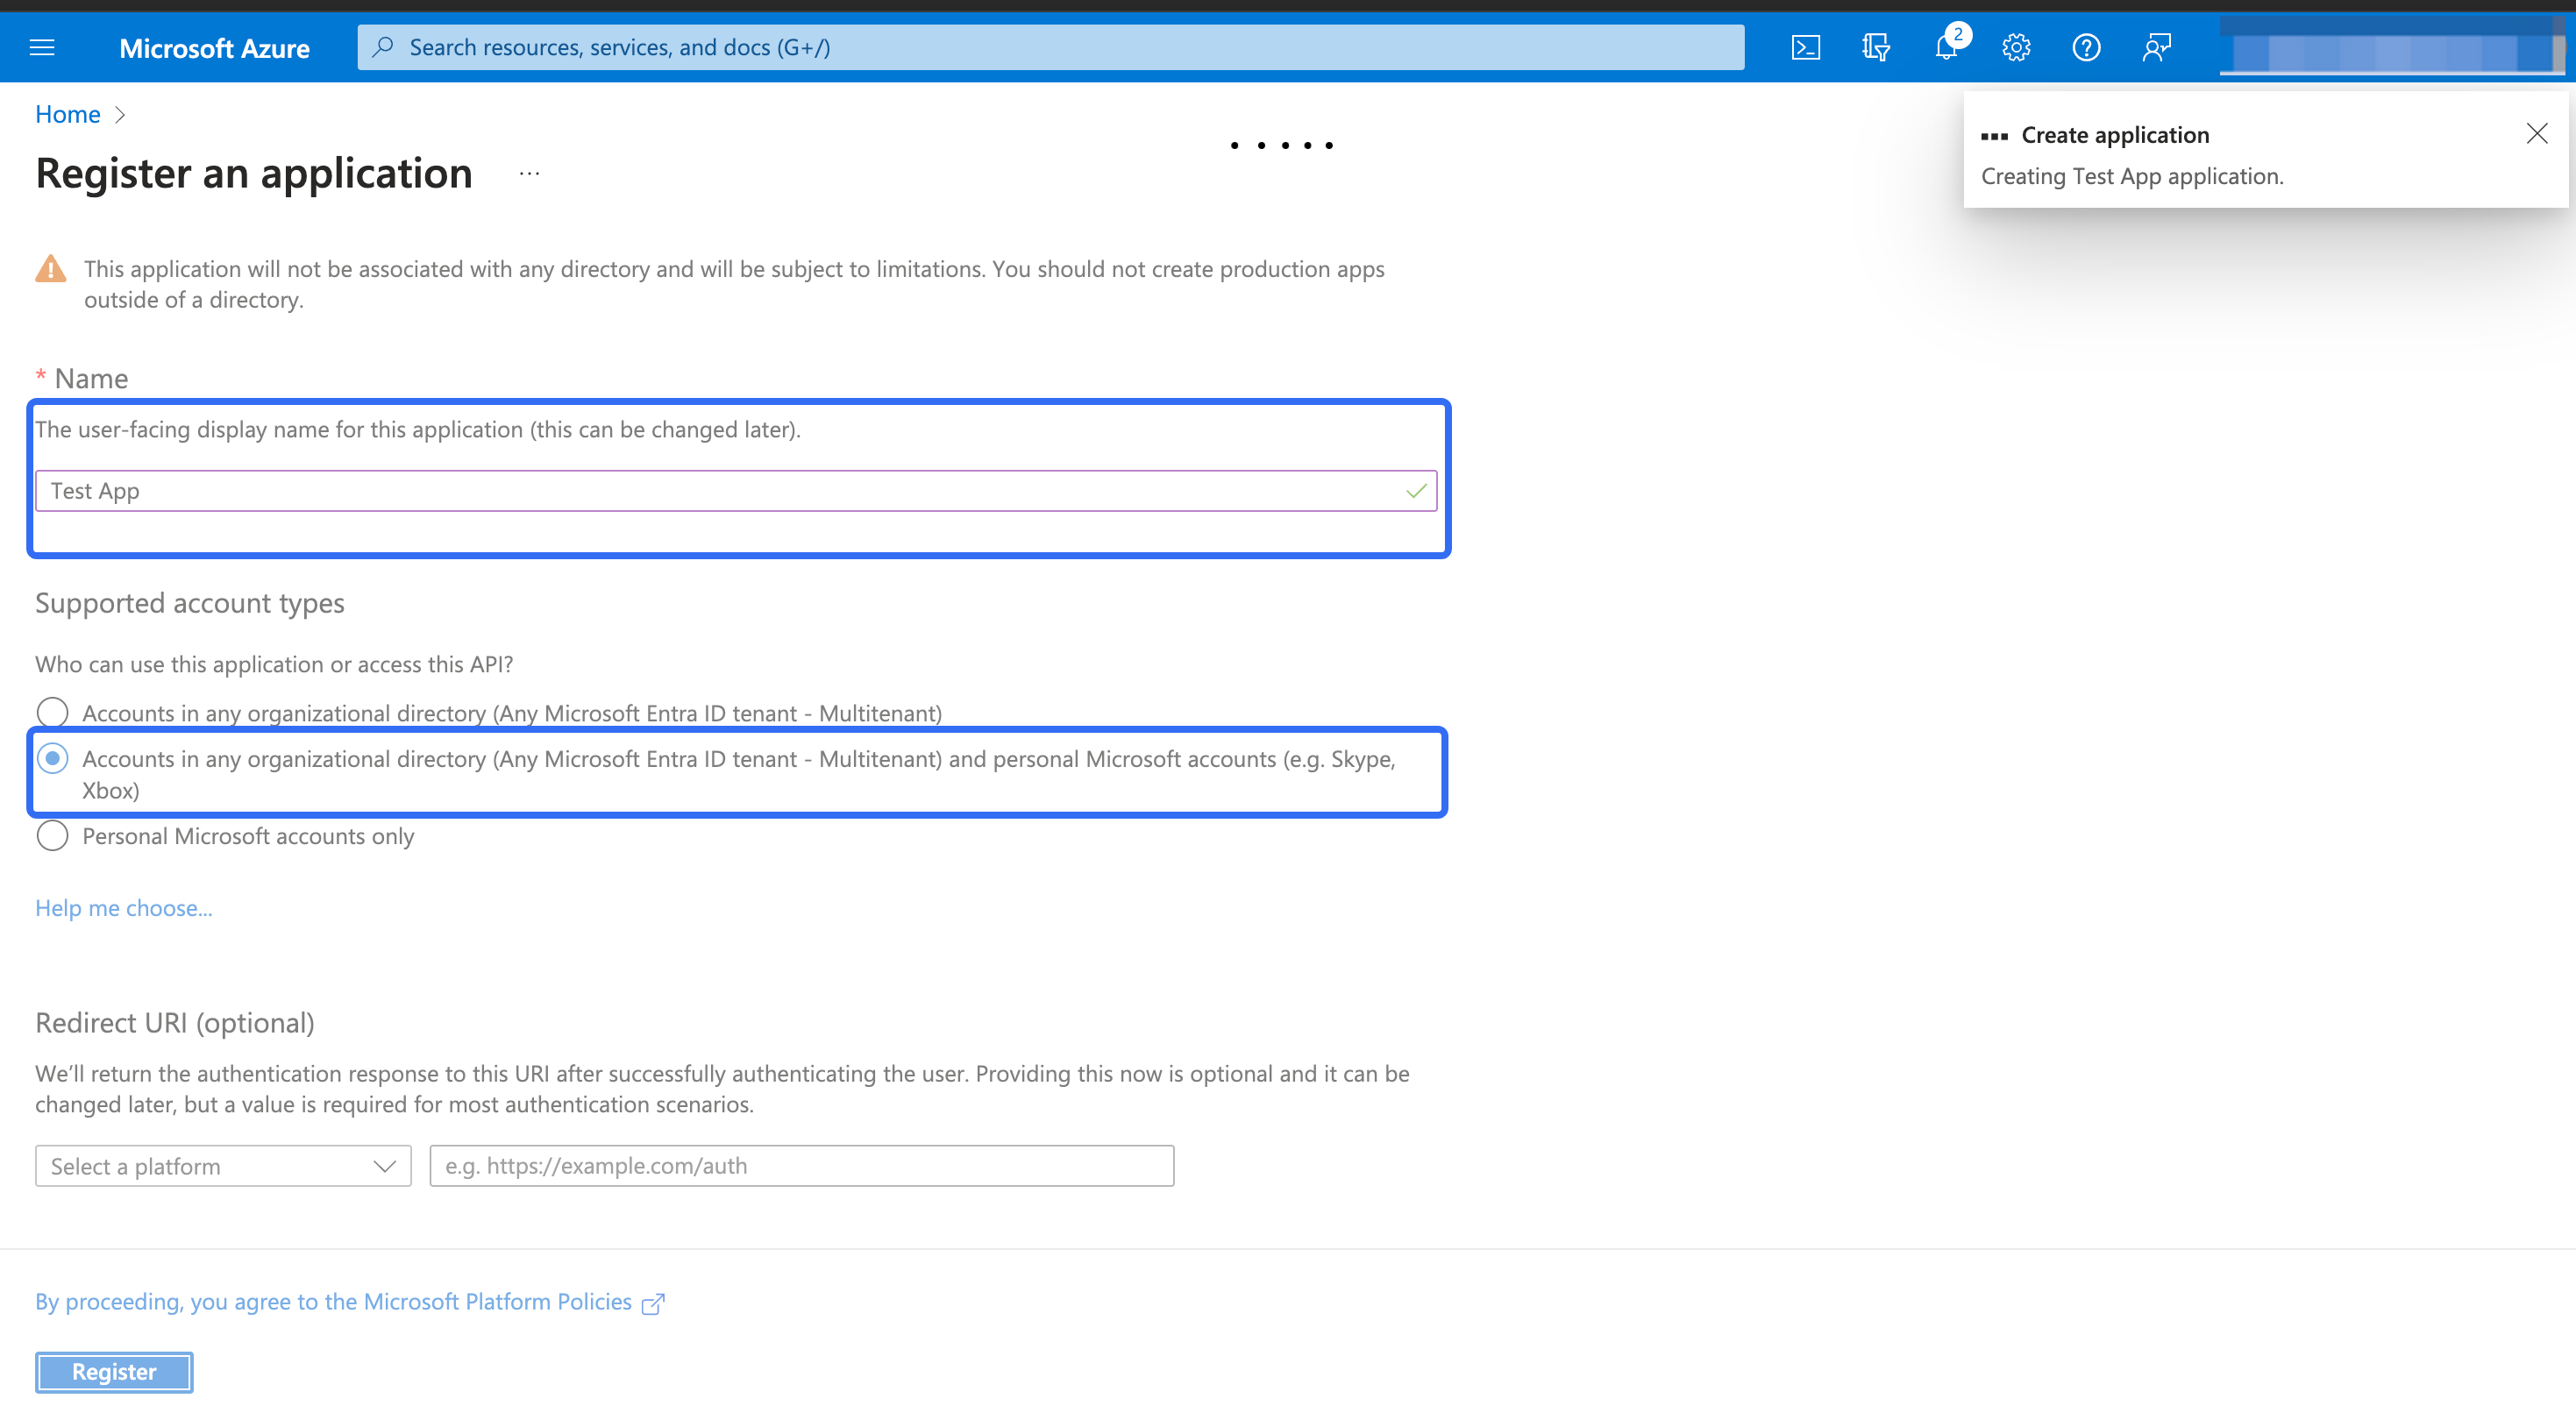 Microsoft Azure
Search resources, services, and docs (G+/)
2
Home
Register an application
...
Create application
Creating Test App application.
This application will not be associated with any directory and will be subject to limitations. You should not create production apps
outside of a directory.
* Name
The user-facing display name for this application (this can be changed later).
Test App
Supported account types
Who can use this application or access this API?
Accounts in any organizational directory (Any Microsoft Entra ID tenant - Multitenant)
Accounts in any organizational directory (Any Microsoft Entra ID tenant - Multitenant) and personal Microsoft accounts (e.g. Skype,
Xbox)
Personal Microsoft accounts only
Help me choose...
Redirect URI (optional)
We’ll return the authentication response to this URI after successfully authenticating the user. Providing this now is optional and it can be
changed later, but a value is required for most authentication scenarios.
Select a platform
e.g. https://example.com/auth
By proceeding, you agree to the Microsoft Platform Policies
Register